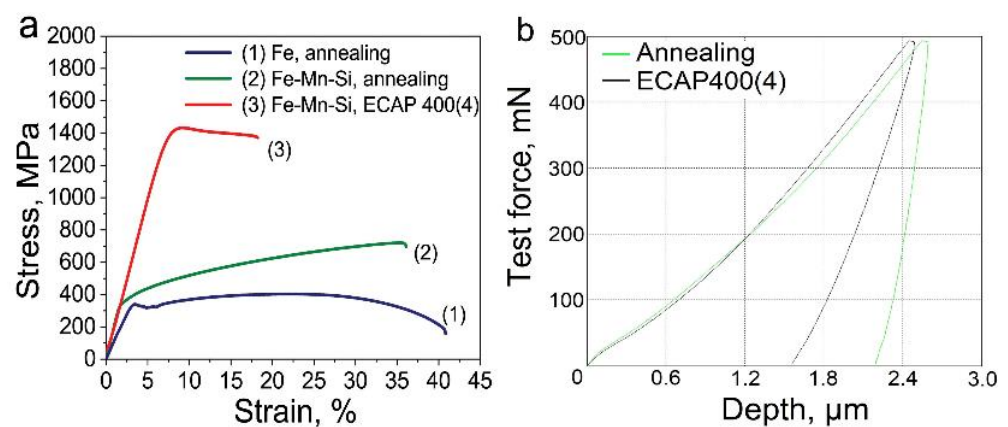 a
2000
1800
1600
1400
1200
1000
800
600
400
200
0
Stress, MPa
(1) Fe, annealing
(2) Fe-Mn-Si, annealing
(3) Fe-Mn-Si, ECAP 400(4)
(3)
(2)
(1)
0 5 10 15 20 25 30 35 40 45
Strain, %
b
500
400
300
200
100
0
Test force, mN
Annealing
ECAP400(4)
0.6 1.2 1.8 2.4 3.0
Depth, µm